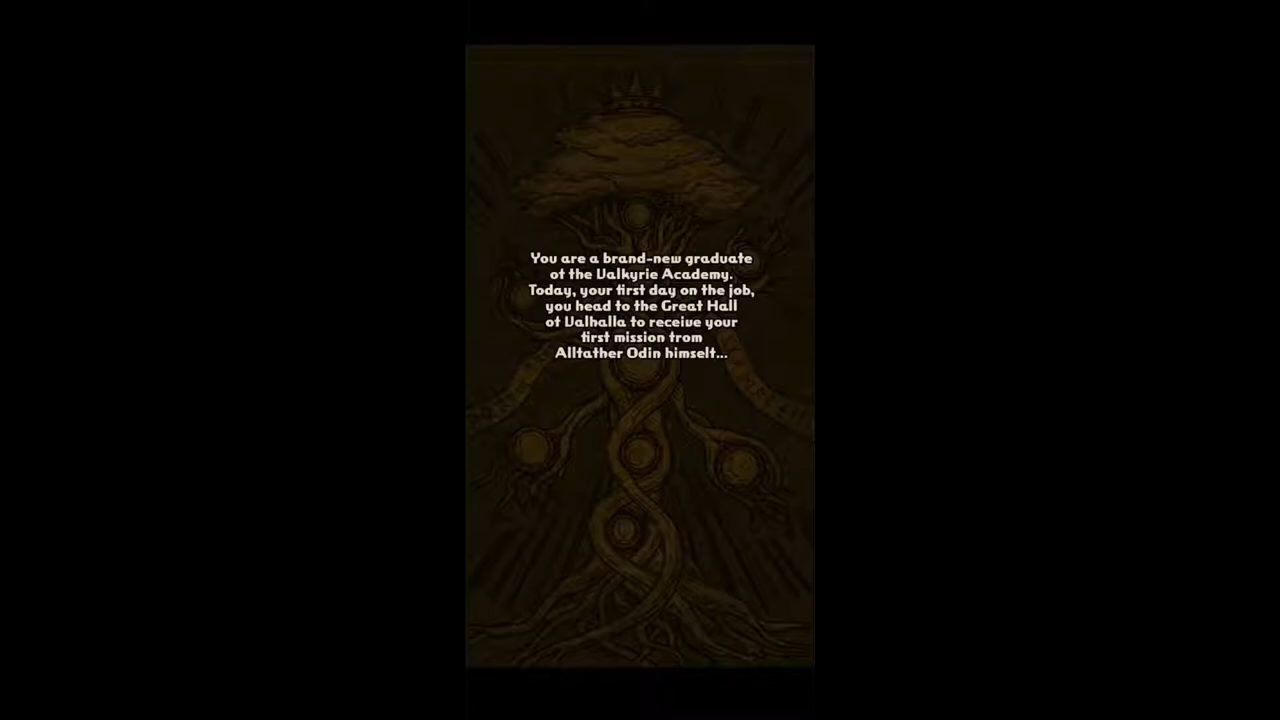 You are a brand-new graduate
of the Valkyrie Academy.
Today, your first day on the job,
you head to the Great Hall
of Valhalla to receive your
first mission from
Allfather Odin himself...